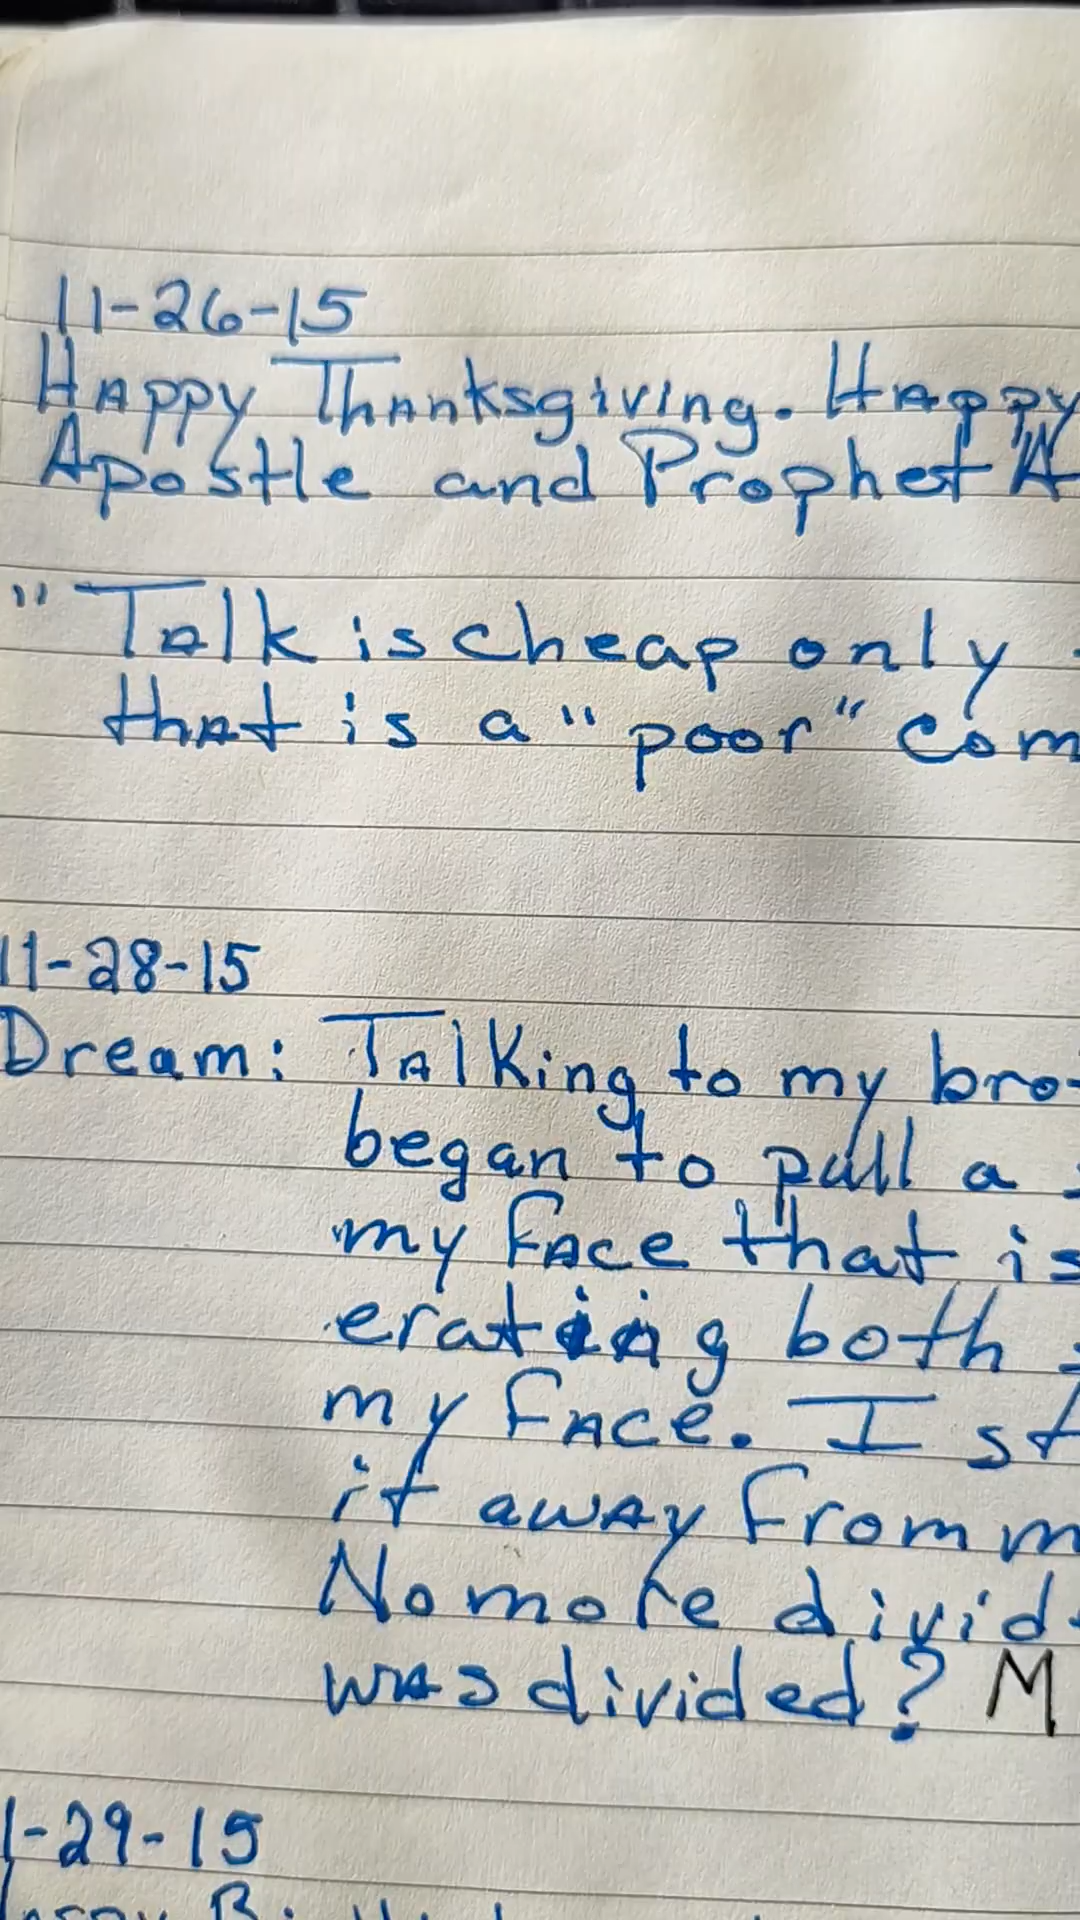 11-26-15
Happy Thanksgiving. Happy
Apostle and Prophet A
"Talk is cheap only
that is a "poor" com
11-28-15
Dream: Talking to my bro
began to pull a
my face that is
erating both
my face. I st
it away from m
No more divid
was divided? M
1-29-15